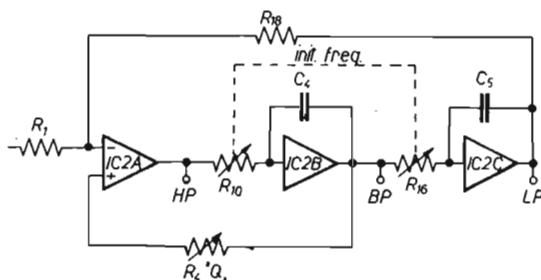 R18
init. freq.
C4
C5
R1
-
IC2A
+
HP
R10
IC2B
BP
R16
IC2C
LP
R4 "Q"